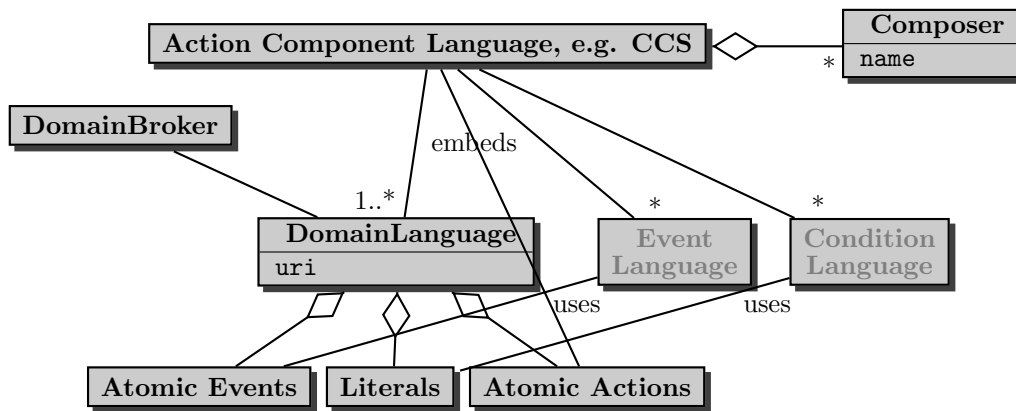 Action Component Language, e.g. CCS
Composer
name
*
DomainBroker
embeds
1..*
*
*
DomainLanguage
uri
Event
Language
Condition
Language
uses
uses
Atomic Events
Literals
Atomic Actions